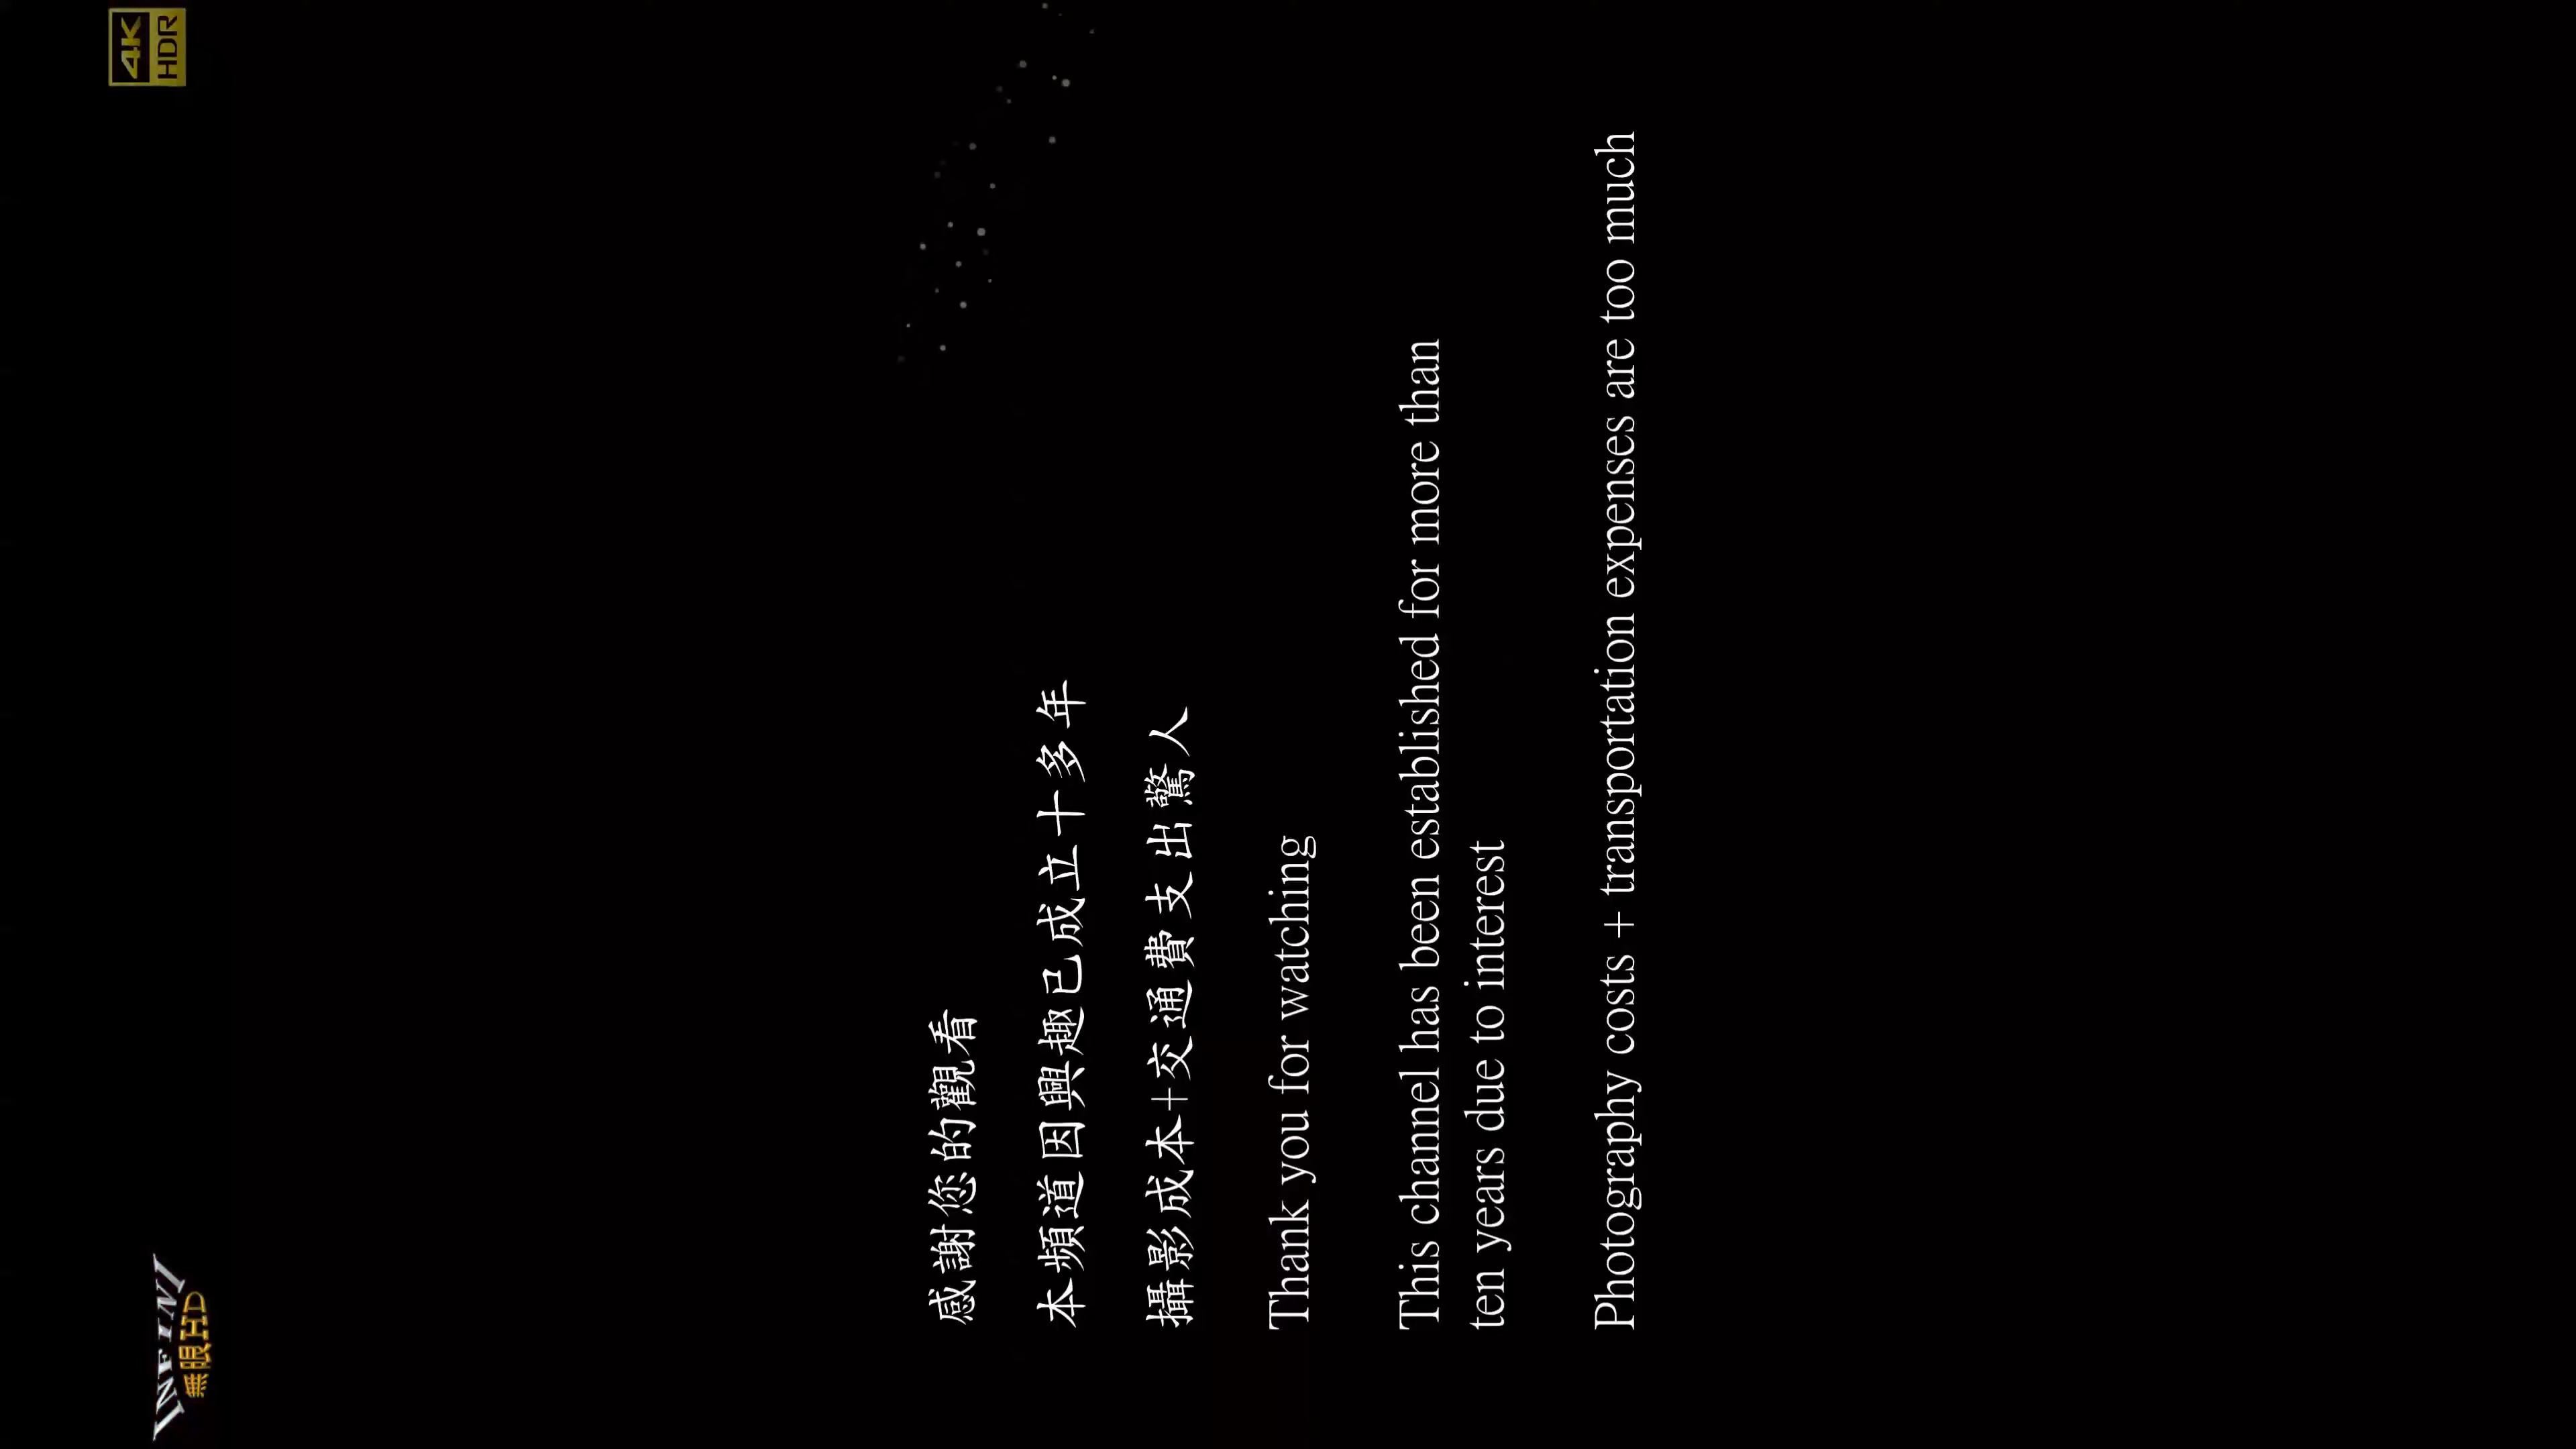 INFINI
無限HD
4K
HDR
感謝您的觀看
本頻道因興趣已成立十多年
攝影成本+交通費支出驚人
Thank you for watching
This channel has been established for more than
ten years due to interest
Photography costs + transportation expenses are too much